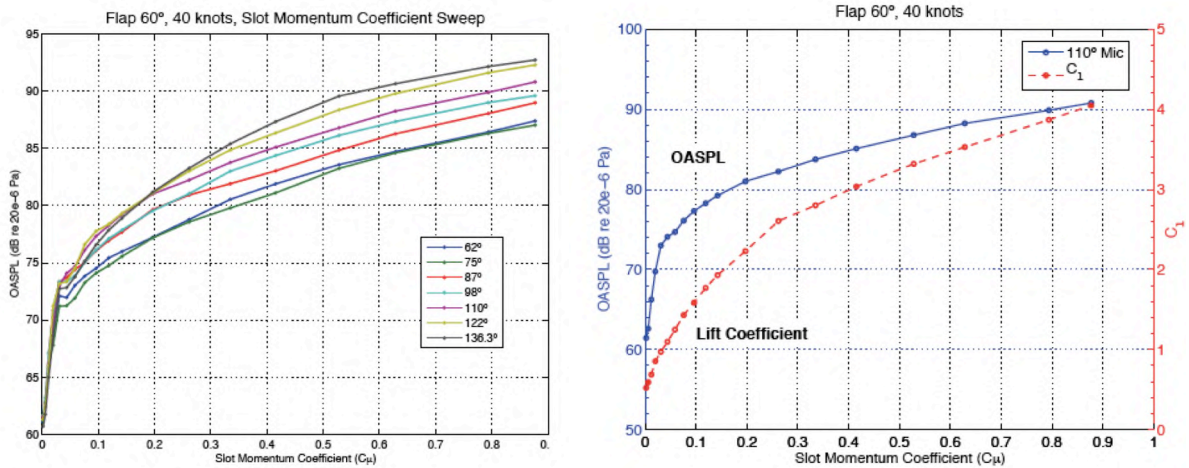 Flap 60º, 40 knots, Slot Momentum Coefficient Sweep
95
90
85
80
75
70
65
60
OASPL (dB re 20e−6 Pa)
62º
75º
87º
98º
110º
122º
136.3º
0
0.1
0.2
0.3
0.4
0.5
0.6
0.7
0.8
0.
Slot Momentum Coefficient (Cμ)
Flap 60º, 40 knots
100
90
80
70
60
50
OASPL (dB re 20e−6 Pa)
110º Mic
C1
OASPL
Lift Coefficient
5
4
3
2
1
0
C1
0
0.1
0.2
0.3
0.4
0.5
0.6
0.7
0.8
0.9
1
Slot Momentum Coefficient (Cμ)